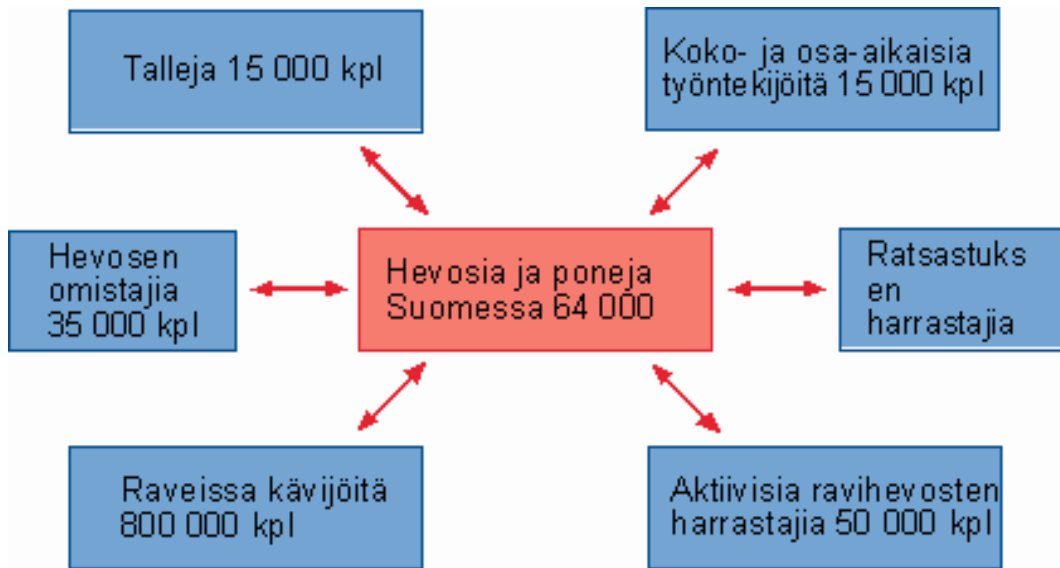 Talleja 15 000 kpl
Koko- ja osa-aikaisia
työntekijöitä 15 000 kpl
Hevosen
omistajia
35 000 kpl
Hevosia ja poneja
Suomessa 64 000
Ratsastuks
en
harrastajia
Raveissa kävijöitä
800 000 kpl
Aktiivisia ravihevosten
harrastajia 50 000 kpl